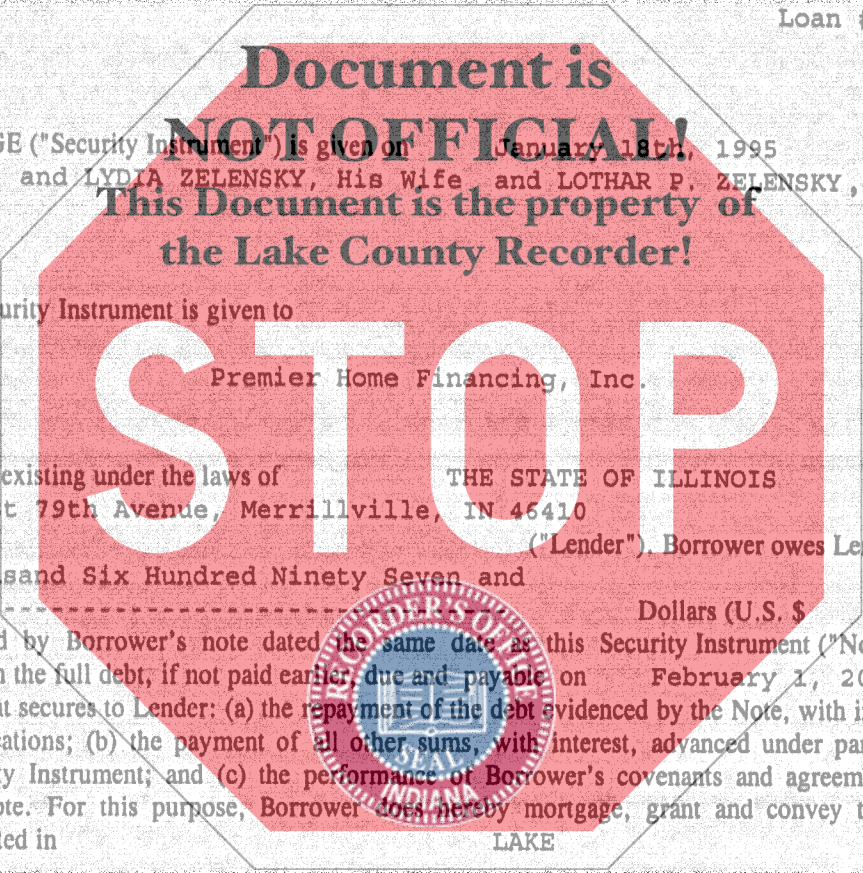 Loan
Document is
NOT OFFICIAL!
GE ("Security Instrument") is given on January 18th, 1995
and LYDIA ZELENSKY, His Wife and LOTHAR P. ZELENSKY,
This Document is the property of
the Lake County Recorder!
urity Instrument is given to
STOP
Premier Home Financing, Inc.
existing under the laws of THE STATE OF ILLINOIS
t 79th Avenue, Merrillville, IN 46410
("Lender"). Borrower owes Le
sand Six Hundred Ninety Seven and
Dollars (U.S. $
d by Borrower's note dated the same date as this Security Instrument ("No
n the full debt, if not paid earlier, due and payable on February 1, 20
nt secures to Lender: (a) the repayment of the debt evidenced by the Note, with i
cations; (b) the payment of all other sums, with interest, advanced under par
ty Instrument; and (c) the performance of Borrower's covenants and agreem
ote. For this purpose, Borrower does hereby mortgage, grant and convey t
ted in LAKE
RECORDER'S OFFICE
SEAL
INDIANA